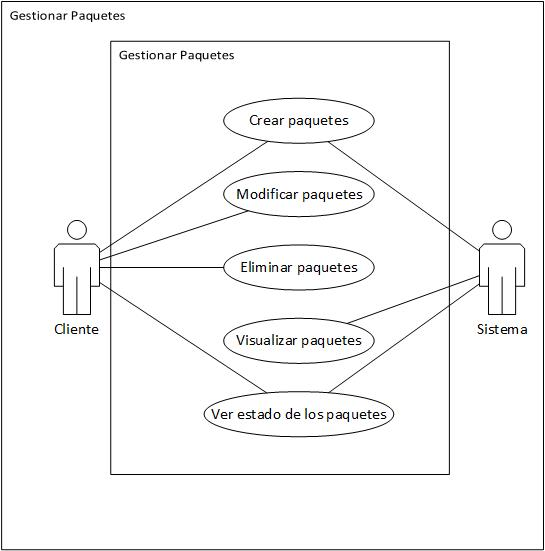 Gestionar Paquetes
Gestionar Paquetes
Crear paquetes
Modificar paquetes
Eliminar paquetes
Cliente
Sistema
Visualizar paquetes
Ver estado de los paquetes